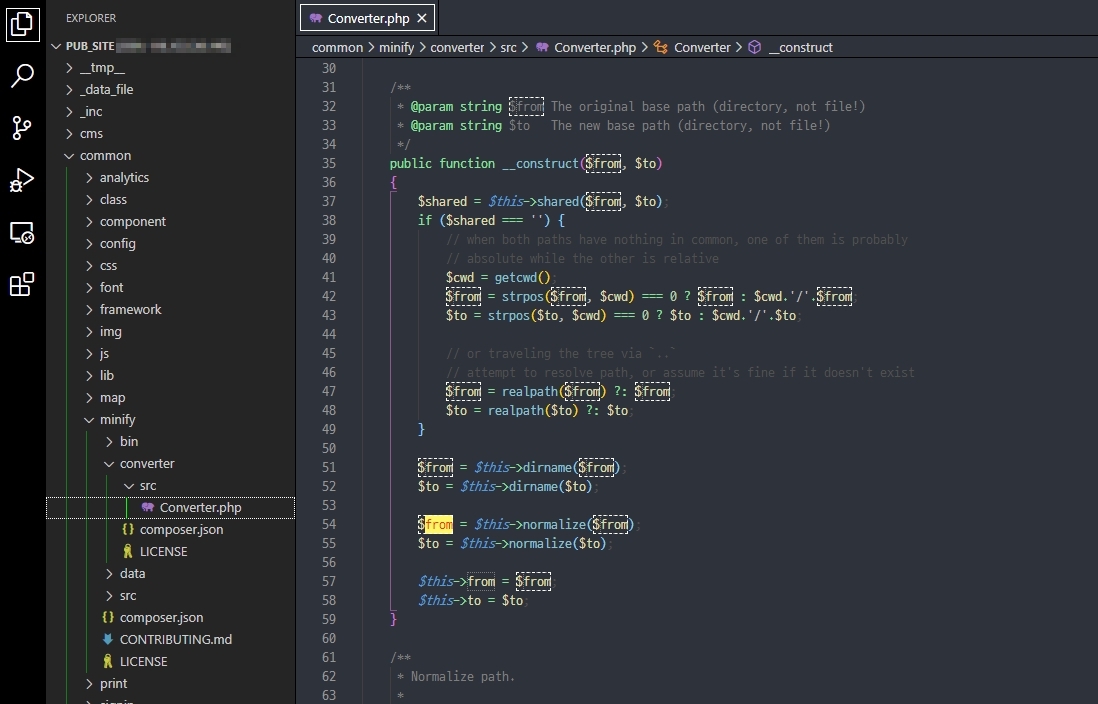 EXPLORER
PUB_SITE
__tmp__
_data_file
_inc
cms
common
analytics
class
component
config
css
font
framework
img
js
lib
map
minify
bin
converter
src
Converter.php
{} composer.json
LICENSE
data
src
{} composer.json
CONTRIBUTING.md
LICENSE
print
Converter.php
common > minify > converter > src > Converter.php > Converter > __construct
30
31 /**
32 * @param string $from The original base path (directory, not file!)
33 * @param string $to   The new base path (directory, not file!)
34 */
35 public function __construct($from, $to)
36 {
37 $shared = $this->shared($from, $to);
38 if ($shared === '') {
39 // when both paths have nothing in common, one of them is probably
40 // absolute while the other is relative
41 $cwd = getcwd();
42 $from = strpos($from, $cwd) === 0 ? $from : $cwd.'/'.$from;
43 $to = strpos($to, $cwd) === 0 ? $to : $cwd.'/'.$to;
44
45 // or traveling the tree via `..`
46 // attempt to resolve path, or assume it's fine if it doesn't exist
47 $from = realpath($from) ?: $from;
48 $to = realpath($to) ?: $to;
49 }
50
51 $from = $this->dirname($from);
52 $to = $this->dirname($to);
53
54 $from = $this->normalize($from);
55 $to = $this->normalize($to);
56
57 $this->from = $from;
58 $this->to = $to;
59 }
60
61 /**
62 * Normalize path.
63 *